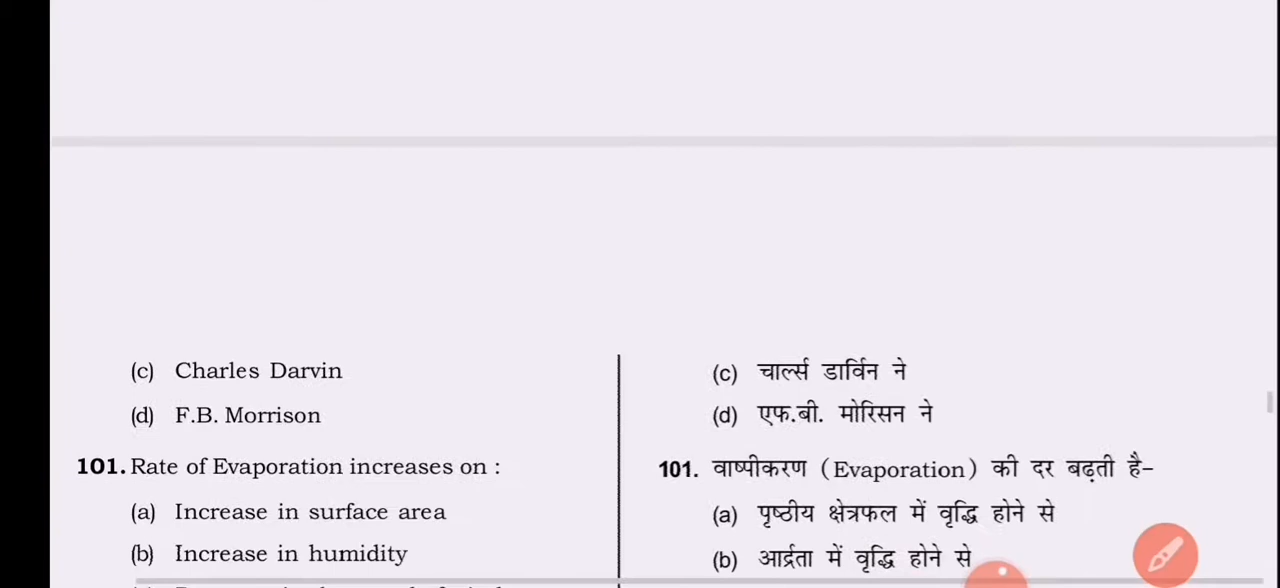 (c) Charles Darvin
(d) F.B. Morrison
101. Rate of Evaporation increases on :
(a) Increase in surface area
(b) Increase in humidity
(c) चार्ल्स डार्विन ने
(d) एफ.बी. मोरिसन ने
101. वाष्पीकरण (Evaporation) की दर बढ़ती है–
(a) पृष्ठीय क्षेत्रफल में वृद्धि होने से
(b) आर्द्रता में वृद्धि होने से